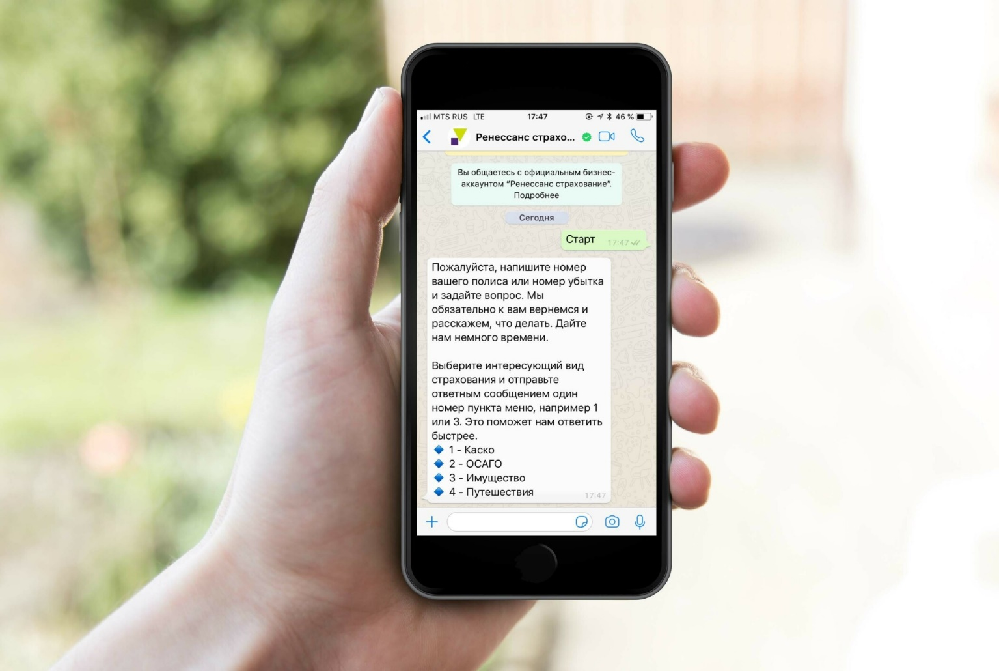 MTS RUS LTE 17:47 46 %
Ренессанс страхо...
Вы общаетесь с официальным бизнес-
аккаунтом “Ренессанс страхование”.
Подробнее
Сегодня
Старт 17:47
Пожалуйста, напишите номер
вашего полиса или номер убытка
и задайте вопрос. Мы
обязательно к вам вернемся и
расскажем, что делать. Дайте
нам немного времени.
Выберите интересующий вид
страхования и отправьте
ответным сообщением один
номер пункта меню, например 1
или 3. Это поможет нам ответить
быстрее.
1 - Каско
2 - ОСАГО
3 - Имущество
4 - Путешествия 17:47